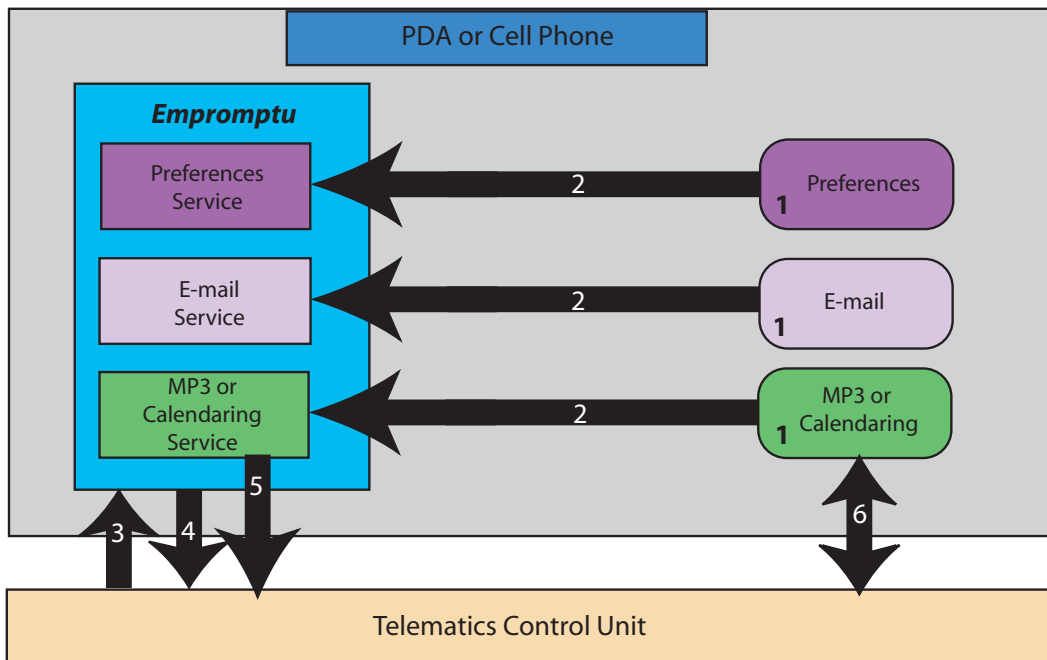 PDA or Cell Phone
Empromptu
Preferences
Service
2
Preferences
1
E-mail
Service
2
E-mail
1
MP3 or
Calendaring
Service
2
MP3 or
Calendaring
1
3
4
5
6
Telematics Control Unit